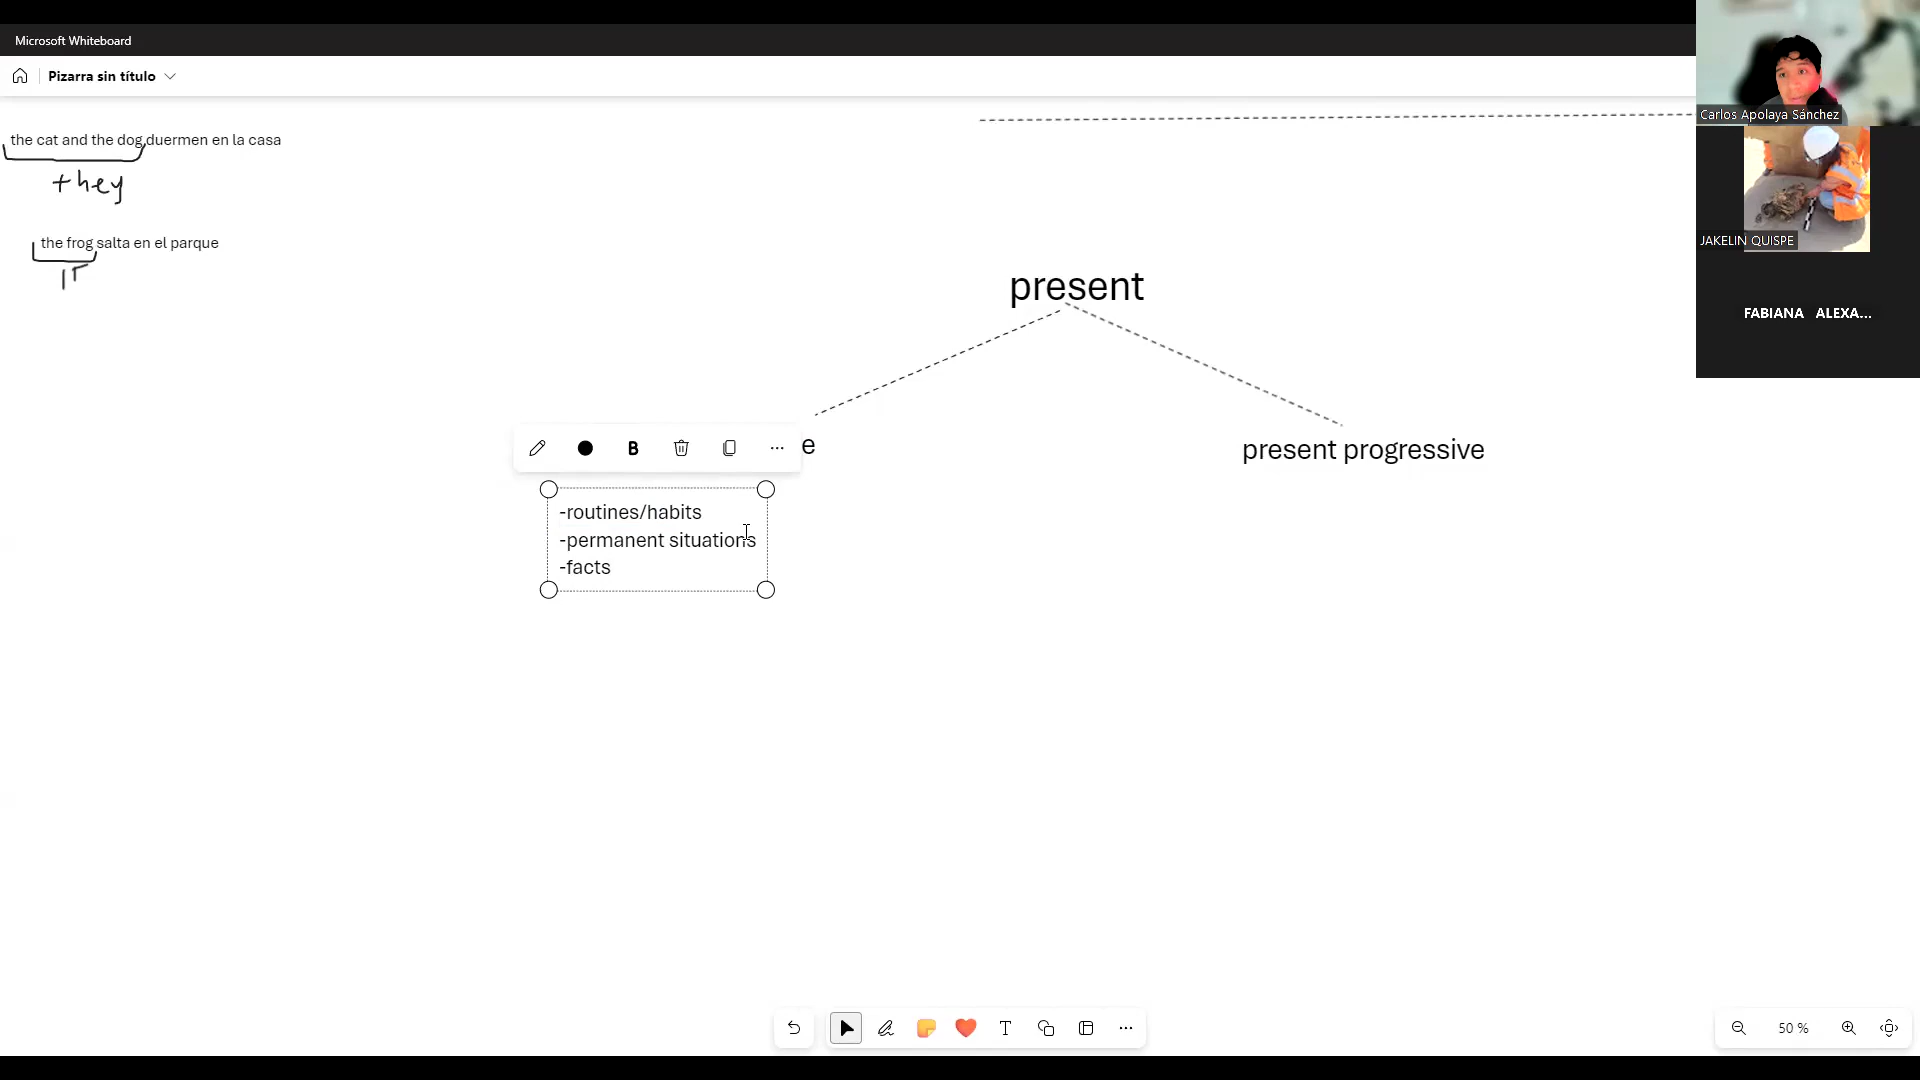 Microsoft Whiteboard
Pizarra sin título
the cat and the dog duermen en la casa
they
the frog salta en el parque
IT
present
e
present progressive
B
-routines/habits
-permanent situations
-facts
Carlos Apolaya Sánchez
JAKELIN QUISPE
FABIANA ALEXA...
50 %